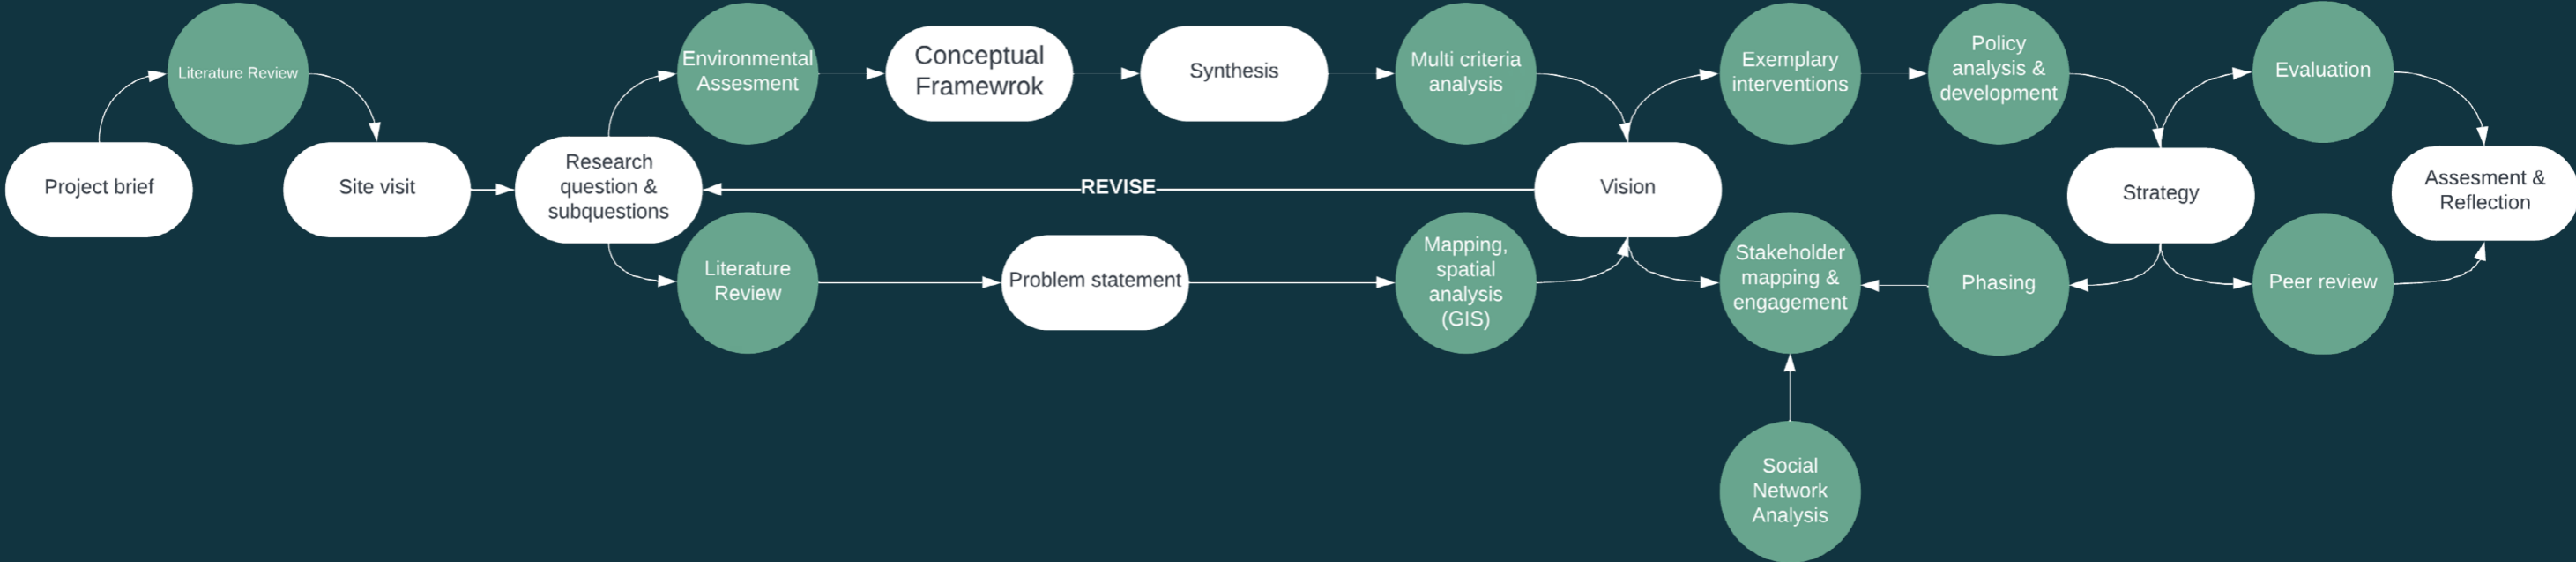 Literature Review
Environmental
Assesment
Conceptual
Framewrok
Synthesis
Multi criteria
analysis
Exemplary
interventions
Policy
analysis &
development
Evaluation
Project brief
Site visit
Research
question &
subquestions
REVISE
Vision
Strategy
Assesment &
Reflection
Literature
Review
Problem statement
Mapping,
spatial
analysis
(GIS)
Stakeholder
mapping &
engagement
Phasing
Peer review
Social
Network
Analysis